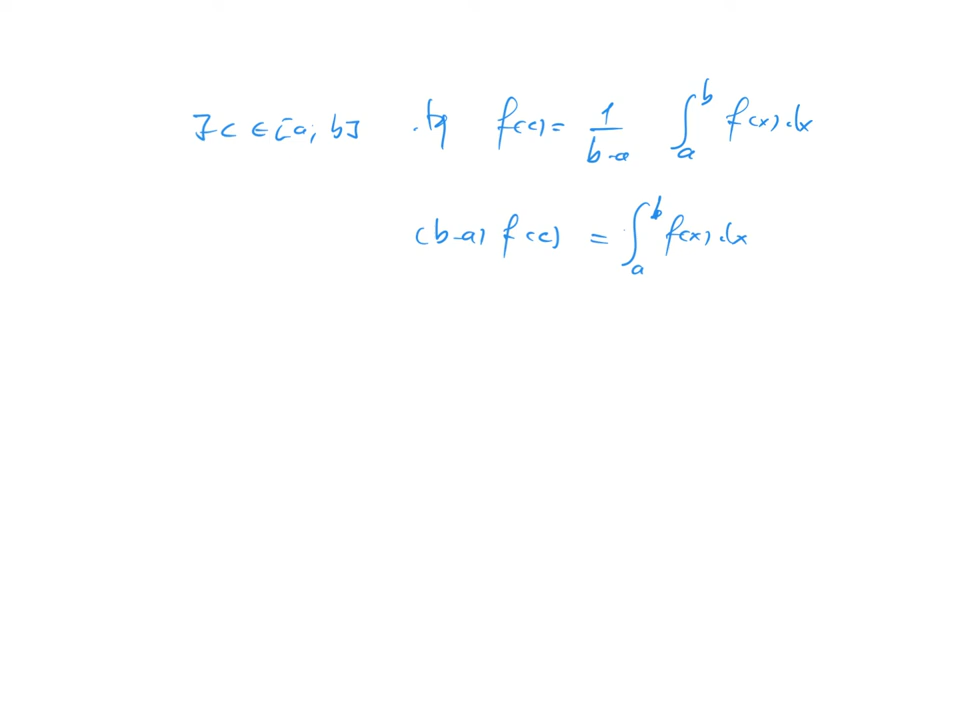 ∃ c ∈ [a, b] tq f(c) = 1/(b-a) ∫_a^b f(x) dx
(b-a) f(c) = ∫_a^b f(x) dx